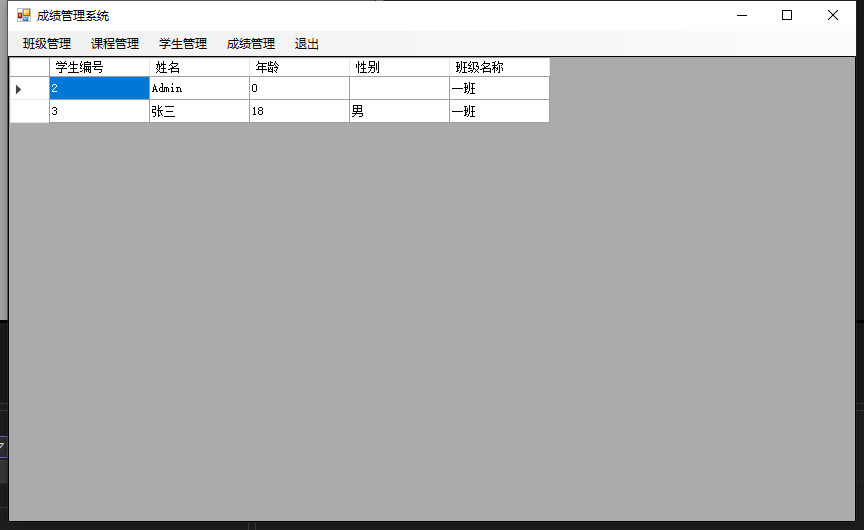 成绩管理系统
班级管理 课程管理 学生管理 成绩管理 退出
学生编号 姓名 年龄 性别 班级名称
2 Admin 0 一班
3 张三 18 男 一班